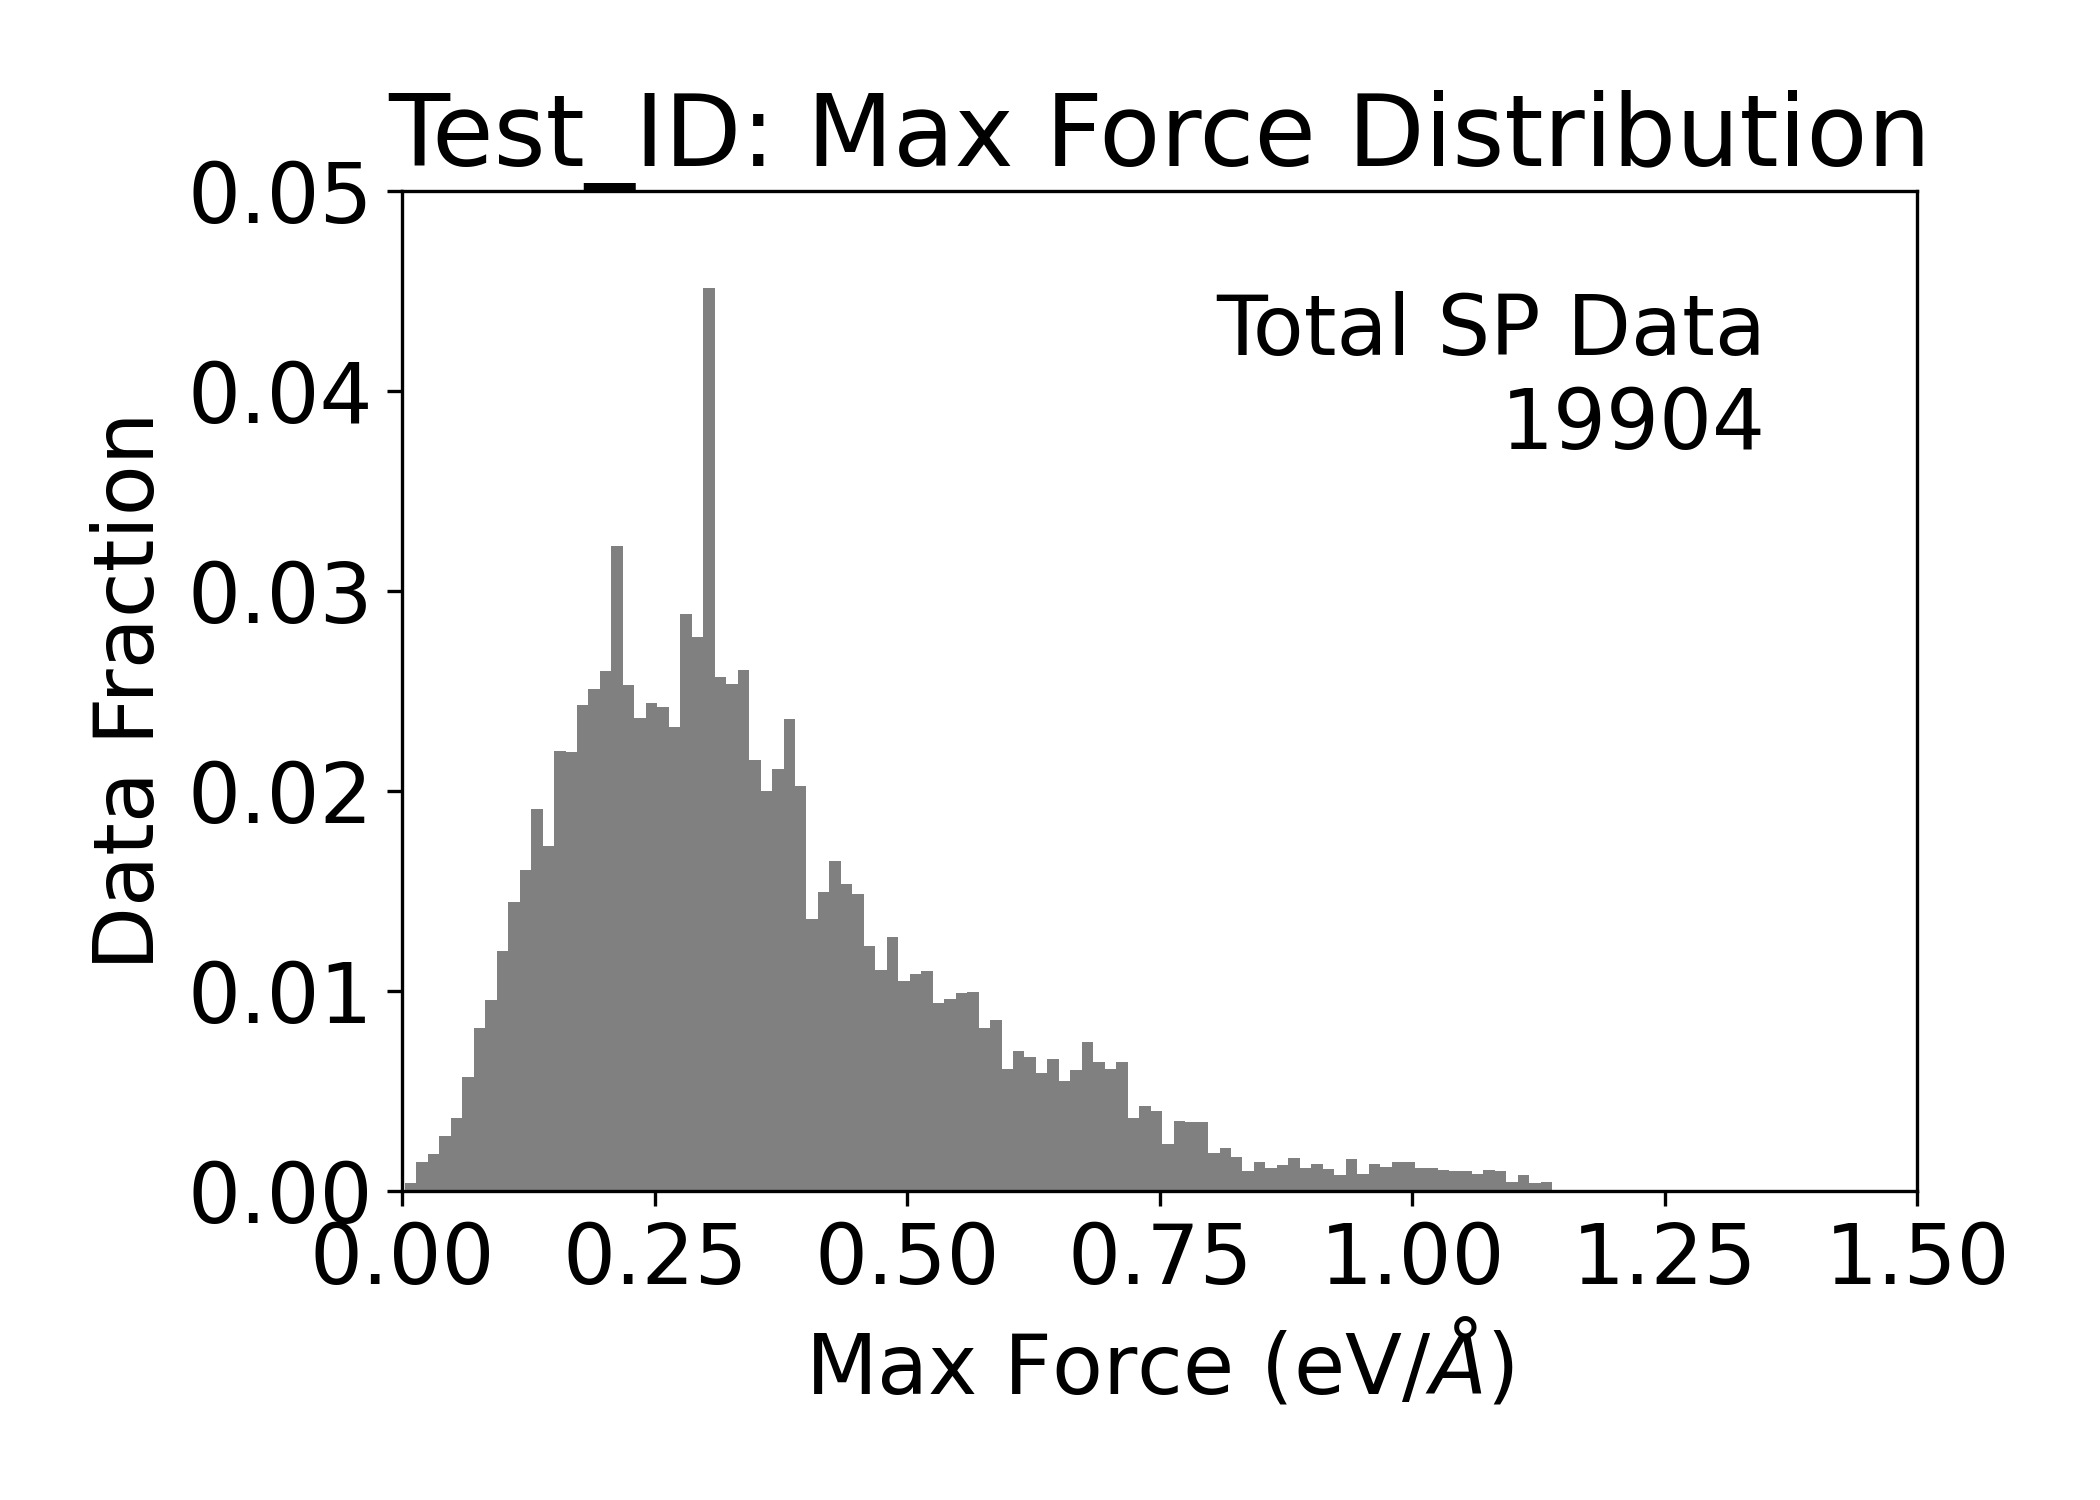 Test_ID: Max Force Distribution
0.05
0.04
0.03
0.02
0.01
0.00
Data Fraction
Total SP Data
19904
0.00 0.25 0.50 0.75 1.00 1.25 1.50
Max Force (eV/Å)